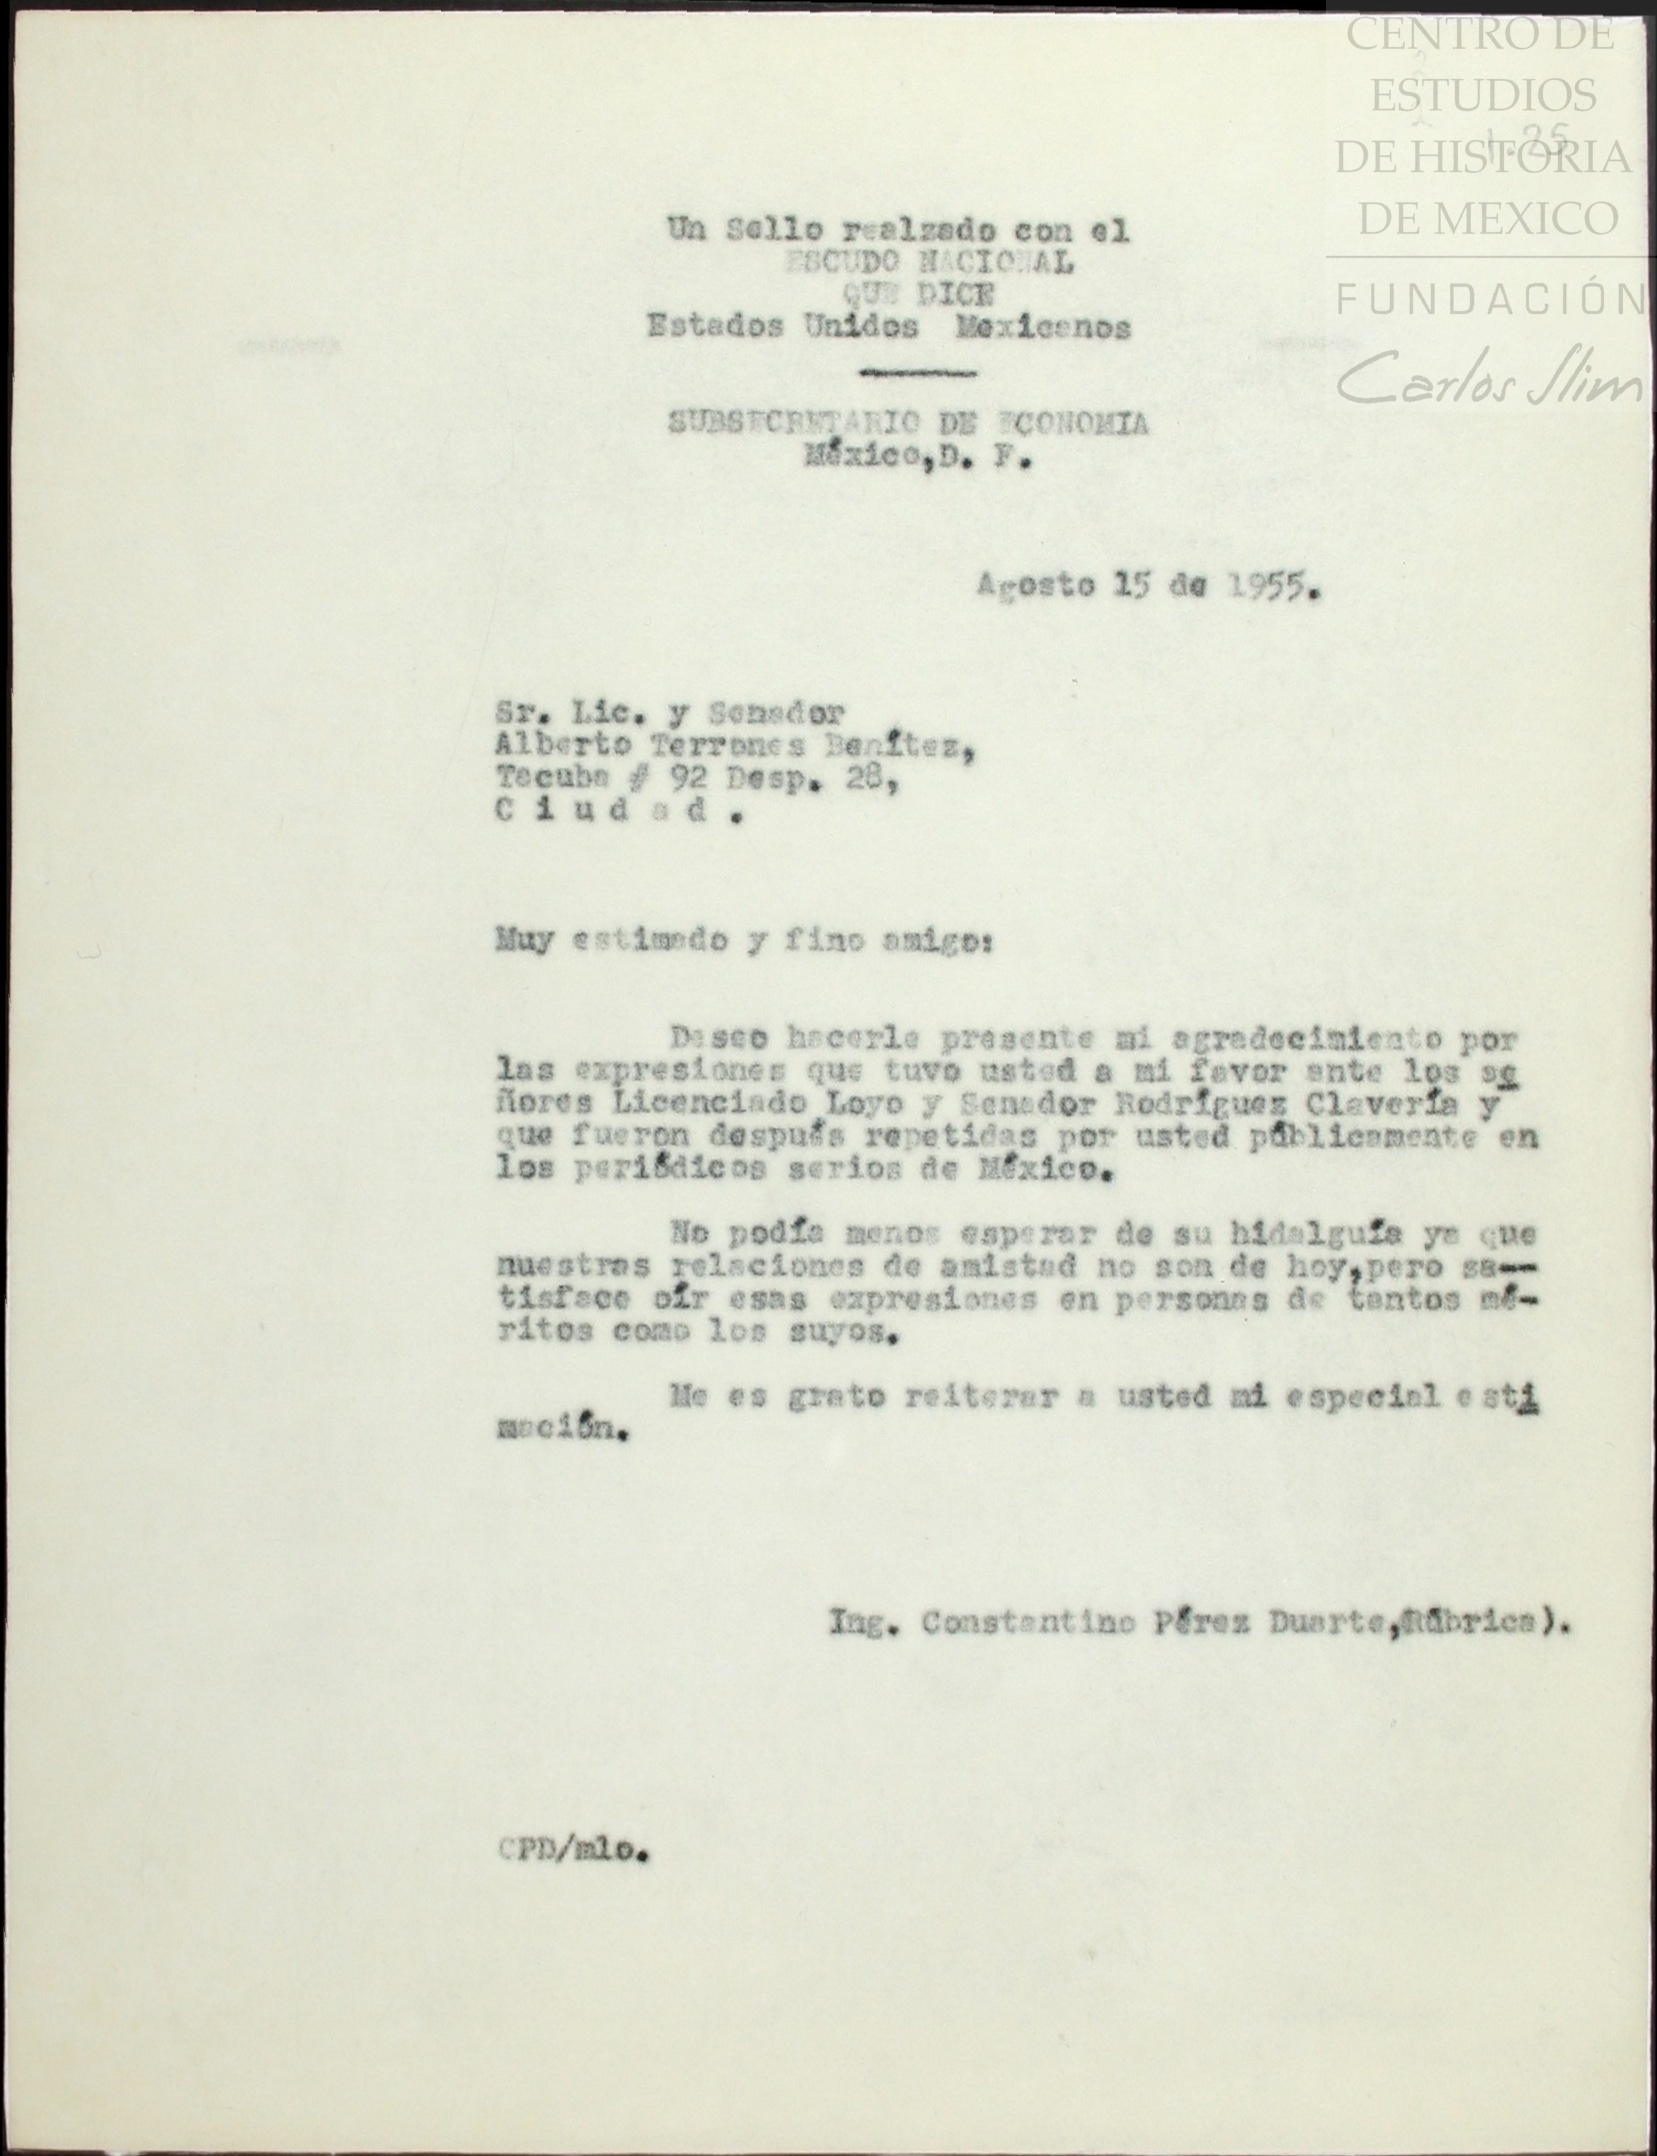 CENTRO DE
ESTUDIOS
DE HISTORIA
DE MEXICO
FUNDACIÓN
Carlos Slim
1.25
Un Sello realzado con el
ESCUDO NACIONAL
QUE DICE
Estados Unidos Mexicanos
SUBSECRETARIO DE ECONOMIA
México,D. F.
Agosto 15 de 1955.
Sr. Lic. y Senador
Alberto Terrones Benítez,
Tacuba # 92 Desp. 28,
C i u d a d .
Muy estimado y fino amigo:
Deseo hacerle presente mi agradecimiento por
las expresiones que tuvo usted a mi favor ante los se
ñores Licenciado Loyo y Senador Rodríguez Clavería y
que fueron después repetidas por usted públicamente en
los periódicos serios de México.
No podía menos esperar de su hidalguía ya que
nuestras relaciones de amistad no son de hoy,pero sa--
tisface oír esas expresiones en personas de tantos mé-
ritos como los suyos.
Me es grato reiterar a usted mi especial esti
mación.
Ing. Constantino Pérez Duarte,(Rúbrica).
CPD/mlo.